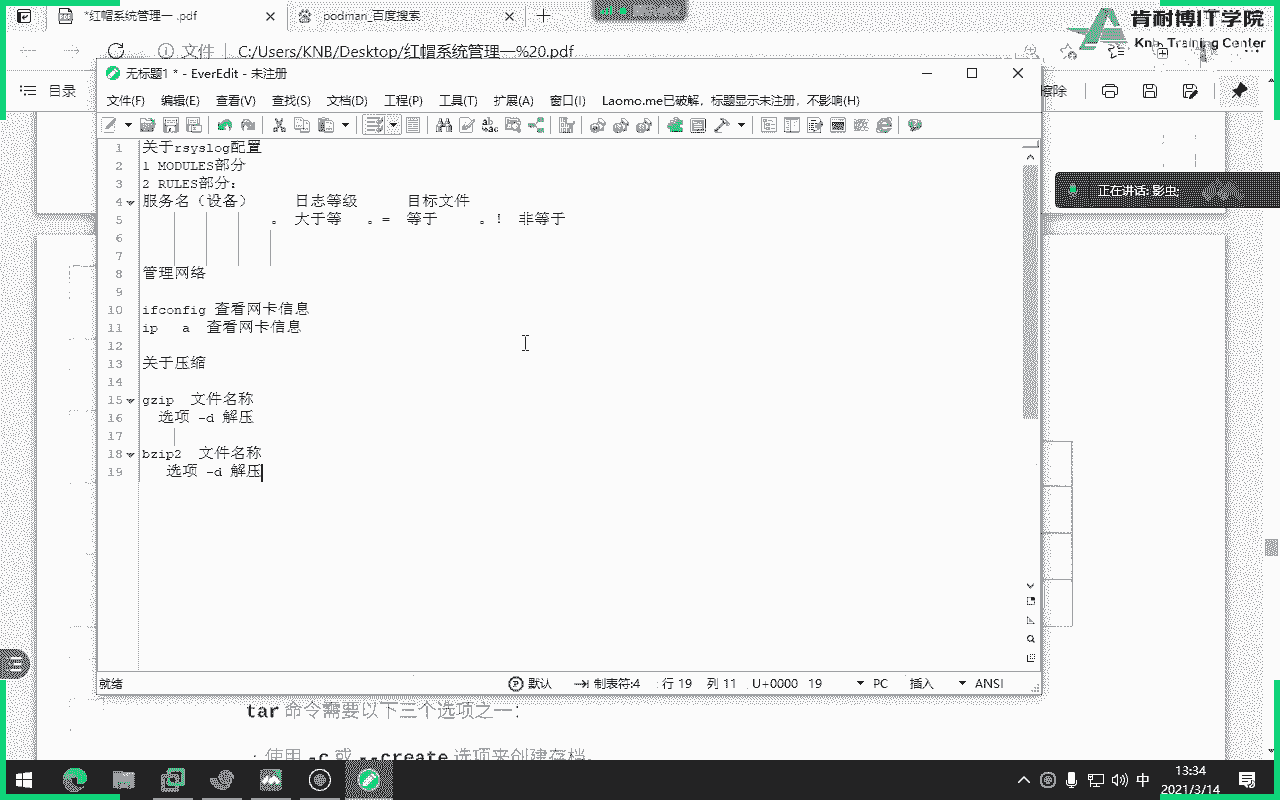 *红帽系统管理一 .pdf
podman_百度搜索
肯耐博IT学院
Knb Training Center
文件
C:/Users/KNB/Desktop/红帽系统管理一%20.pdf
目录
无标题1 * - EverEdit - 未注册
文件(F) 编辑(E) 查看(V) 查找(S) 文档(D) 工程(P) 工具(T) 扩展(A) 窗口(I) Laomo.me已破解，标题显示未注册，不影响(H)
正在讲话: 影虫;
1 关于rsyslog配置
2 1 MODULES部分
3 2 RULES部分:
4 服务名（设备） 日志等级 目标文件
5 。 大于等 。= 等于 。！ 非等于
6
7
8 管理网络
9
10 ifconfig 查看网卡信息
11 ip a 查看网卡信息
12
13 关于压缩
14
15 gzip 文件名称
16 选项 -d 解压
17
18 bzip2 文件名称
19 选项 -d 解压
就绪 默认 制表符:4 行 19 列 11 U+0000 19 PC 插入 ANSI
tar 命令需要以下三个选项之一:
· 使用 -c 或 --create 选项来创建存档。
中
13:34
2021/3/14